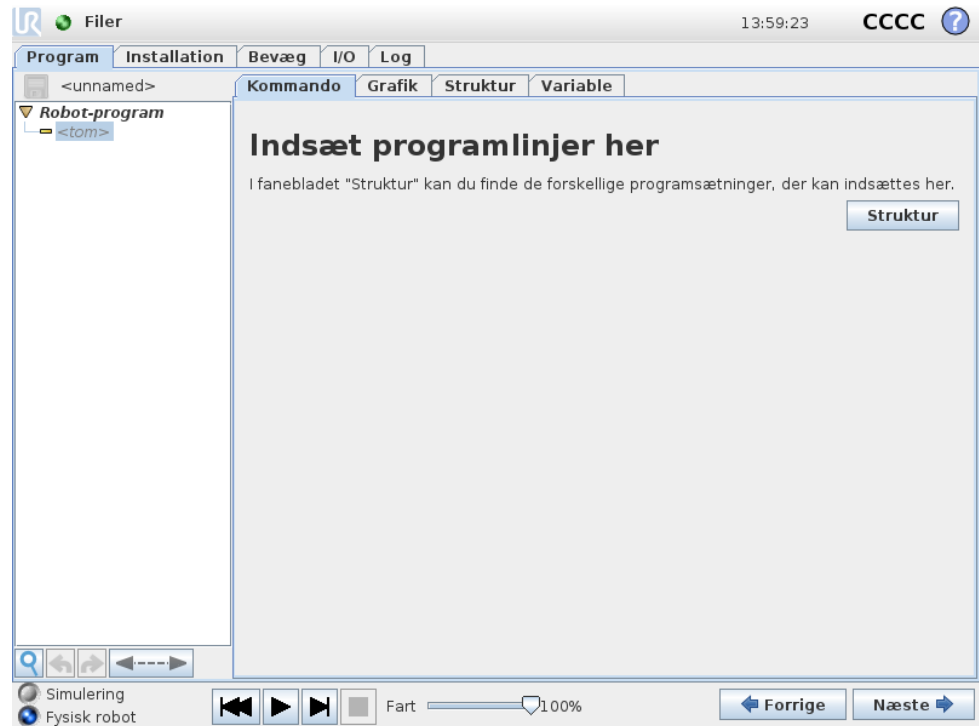 UR Filer 13:59:23 CCCC ?
Program Installation Bevæg I/O Log
<unnamed> Kommando Grafik Struktur Variable
Robot-program
<tom>
Indsæt programlinjer her
I fanebladet "Struktur" kan du finde de forskellige programsætninger, der kan indsættes her.
Struktur
Simulering
Fysisk robot
Fart 100%
Forrige Næste